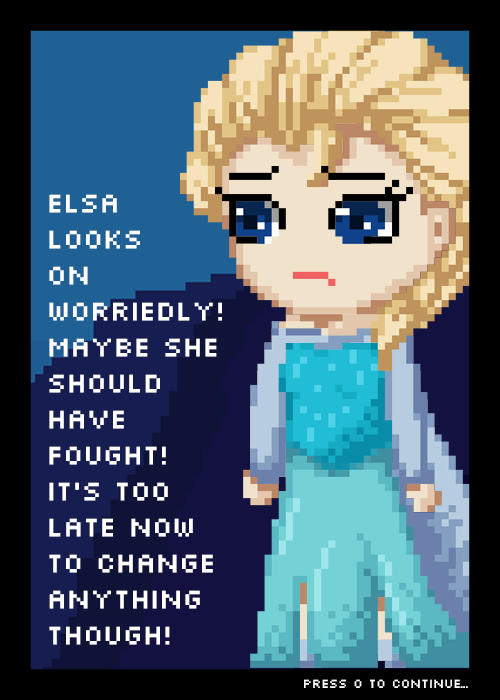 ELSA
LOOKS
ON
WORRIEDLY!
MAYBE SHE
SHOULD
HAVE
FOUGHT!
IT'S TOO
LATE NOW
TO CHANGE
ANYTHING
THOUGH!
PRESS O TO CONTINUE...